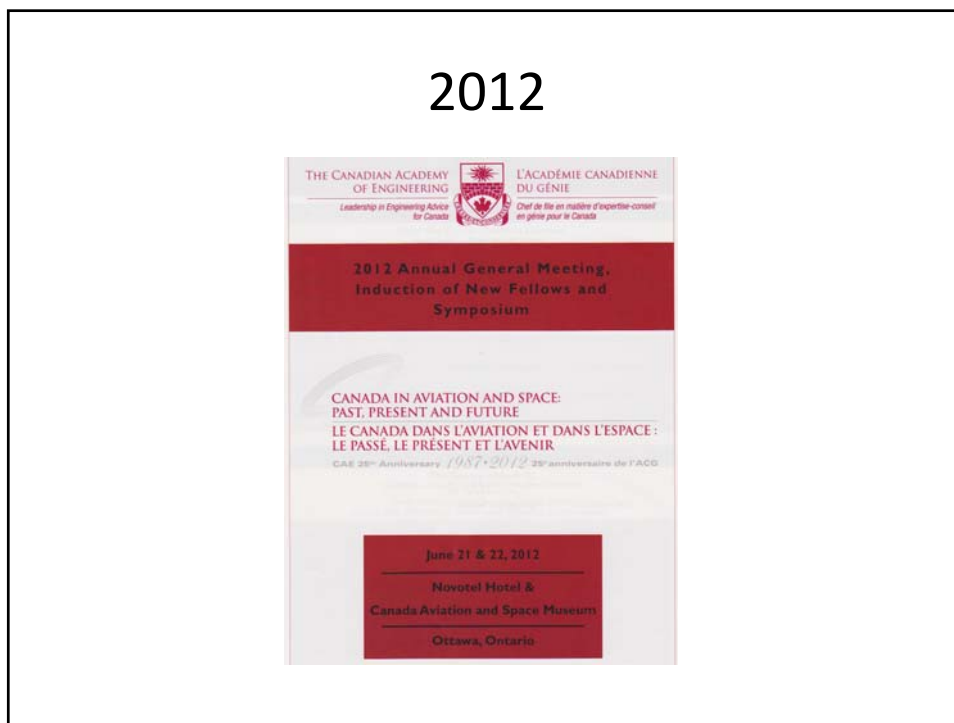 2012
THE CANADIAN ACADEMY
OF ENGINEERING
Leadership in Engineering Advice
for Canada
L'ACADÉMIE CANADIENNE
DU GÉNIE
Chef de file en matière d'expertise-conseil
en génie pour le Canada
2012 Annual General Meeting,
Induction of New Fellows and
Symposium
CANADA IN AVIATION AND SPACE:
PAST, PRESENT AND FUTURE
LE CANADA DANS L'AVIATION ET DANS L'ESPACE :
LE PASSÉ, LE PRÉSENT ET L'AVENIR
CAE 25th Anniversary 1987•2012 25e anniversaire de l'ACG
June 21 & 22, 2012
Novotel Hotel &
Canada Aviation and Space Museum
Ottawa, Ontario